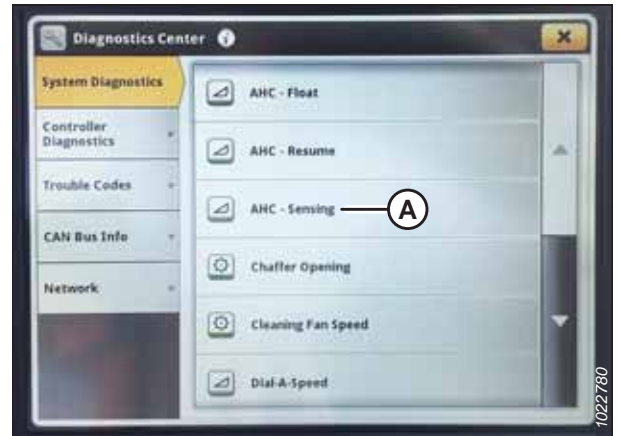 Diagnostics Center
System Diagnostics
Controller
Diagnostics
Trouble Codes
CAN Bus Info
Network
AHC - Float
AHC - Resume
AHC - Sensing
A
Chaffer Opening
Cleaning Fan Speed
Dial-A-Speed
1022780